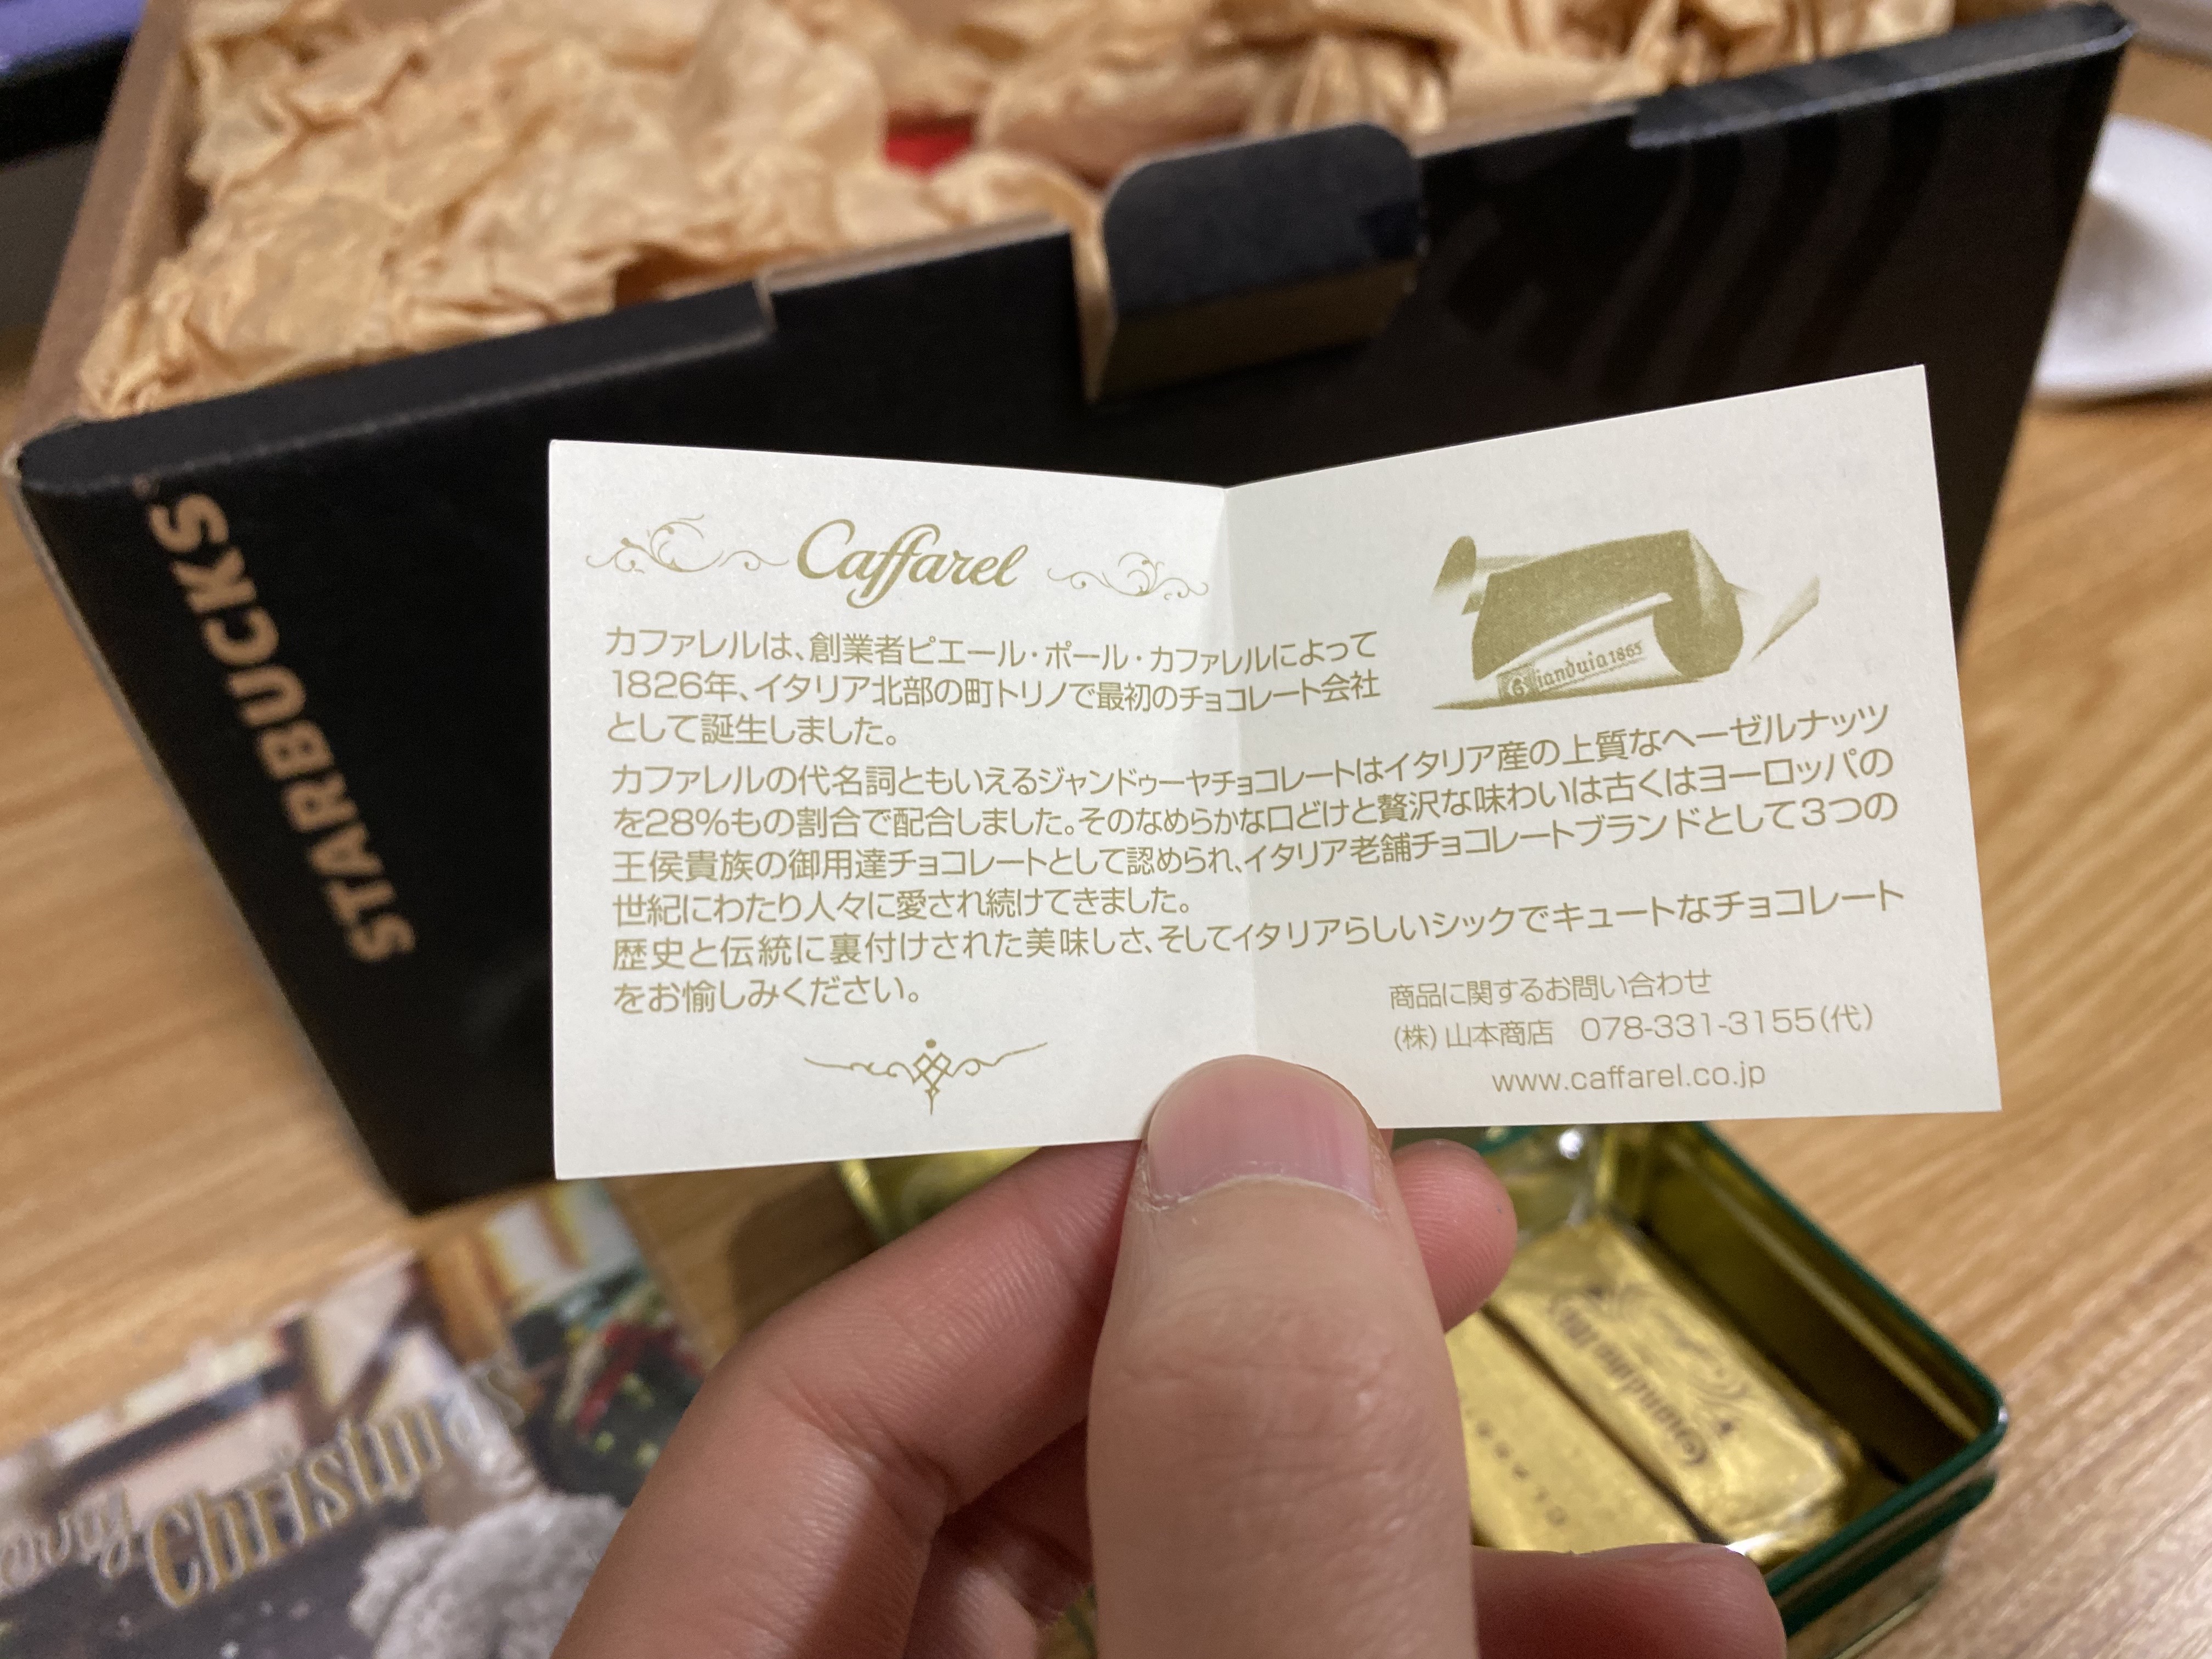 STARBUCKS
Caffarel
カファレルは、創業者ピエール・ポール・カファレルによって
1826年、イタリア北部の町トリノで最初のチョコレート会社
として誕生しました。
カファレルの代名詞ともいえるジャンドゥーヤチョコレートはイタリア産の上質なヘーゼルナッツ
を28%もの割合で配合しました。そのなめらかな口どけと贅沢な味わいは古くはヨーロッパの
王侯貴族の御用達チョコレートとして認められ、イタリア老舗チョコレートブランドとして3つの
世紀にわたり人々に愛され続けてきました。
歴史と伝統に裏付けされた美味しさ、そしてイタリアらしいシックでキュートなチョコレート
をお愉しみください。
Gianduia1865
商品に関するお問い合わせ
(株)山本商店 078-331-3155(代)
www.caffarel.co.jp
Christmas
Gianduia